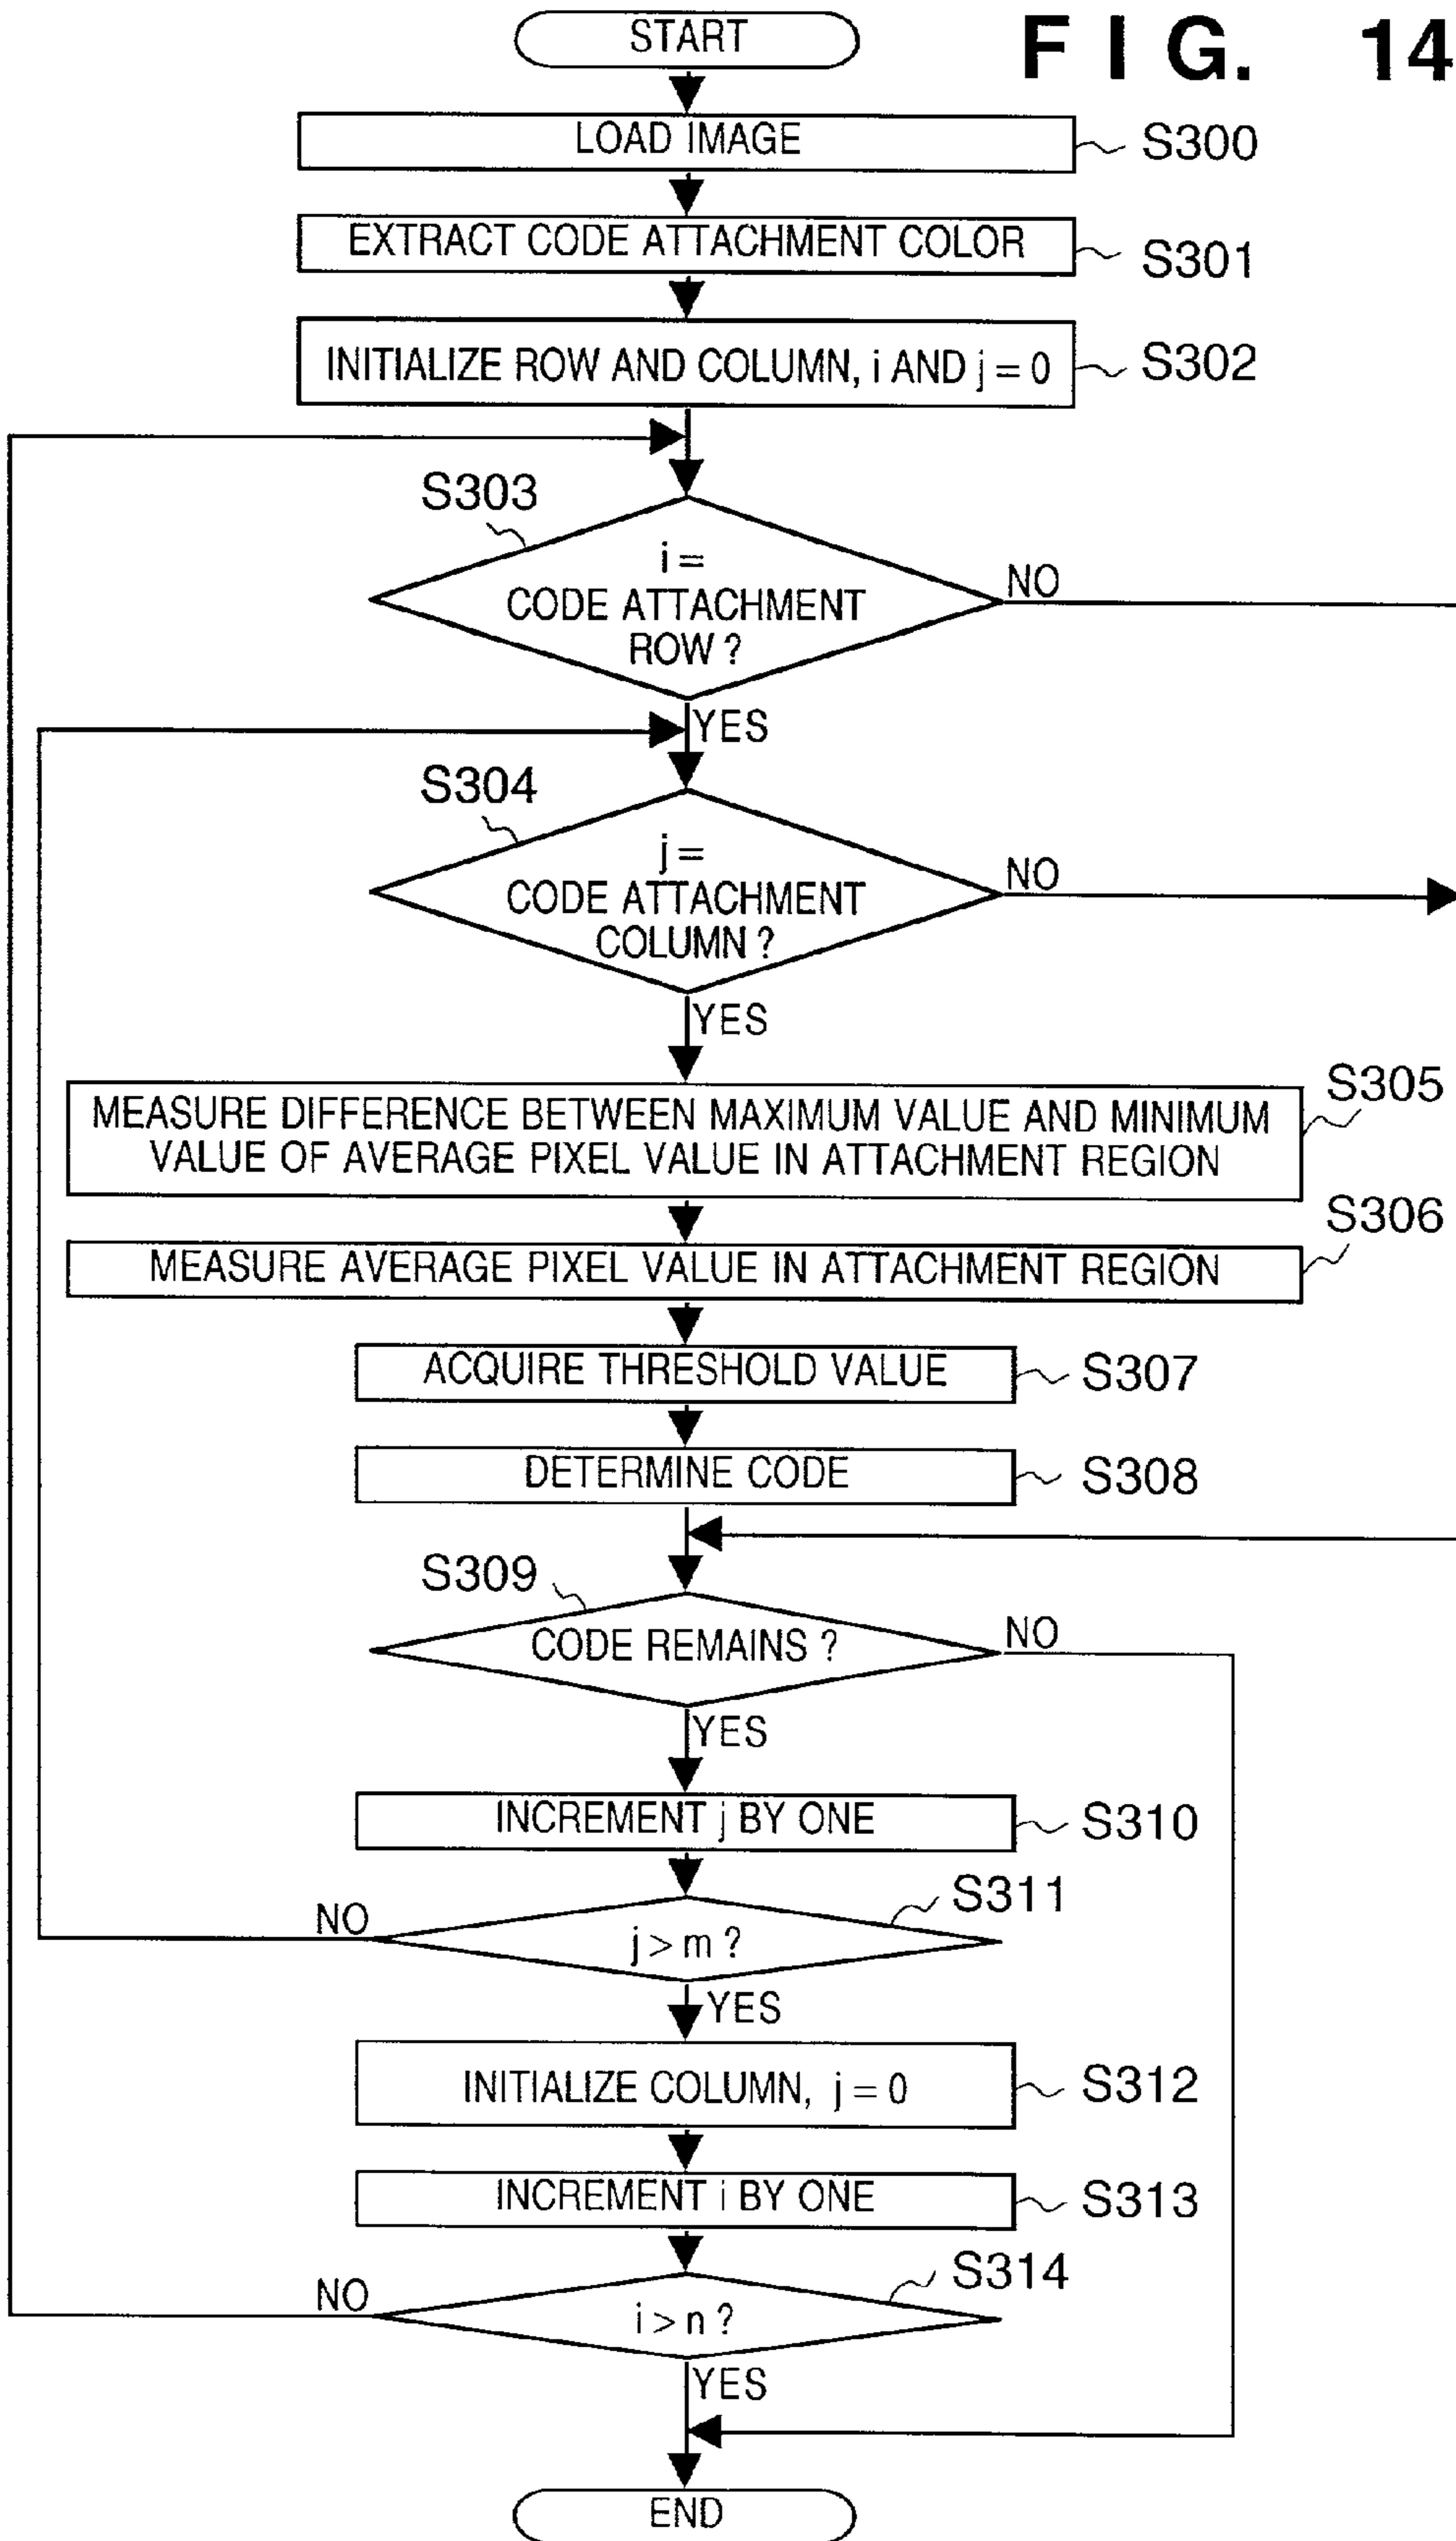 F I G. 14
START
LOAD IMAGE
S300
EXTRACT CODE ATTACHMENT COLOR
S301
INITIALIZE ROW AND COLUMN, i AND j = 0
S302
S303
i =
CODE ATTACHMENT
ROW ?
NO
YES
S304
j =
CODE ATTACHMENT
COLUMN ?
NO
YES
S305
MEASURE DIFFERENCE BETWEEN MAXIMUM VALUE AND MINIMUM
VALUE OF AVERAGE PIXEL VALUE IN ATTACHMENT REGION
S306
MEASURE AVERAGE PIXEL VALUE IN ATTACHMENT REGION
ACQUIRE THRESHOLD VALUE
S307
DETERMINE CODE
S308
S309
CODE REMAINS ?
NO
YES
INCREMENT j BY ONE
S310
S311
NO
j > m ?
YES
INITIALIZE COLUMN, j = 0
S312
INCREMENT i BY ONE
S313
S314
NO
i > n ?
YES
END